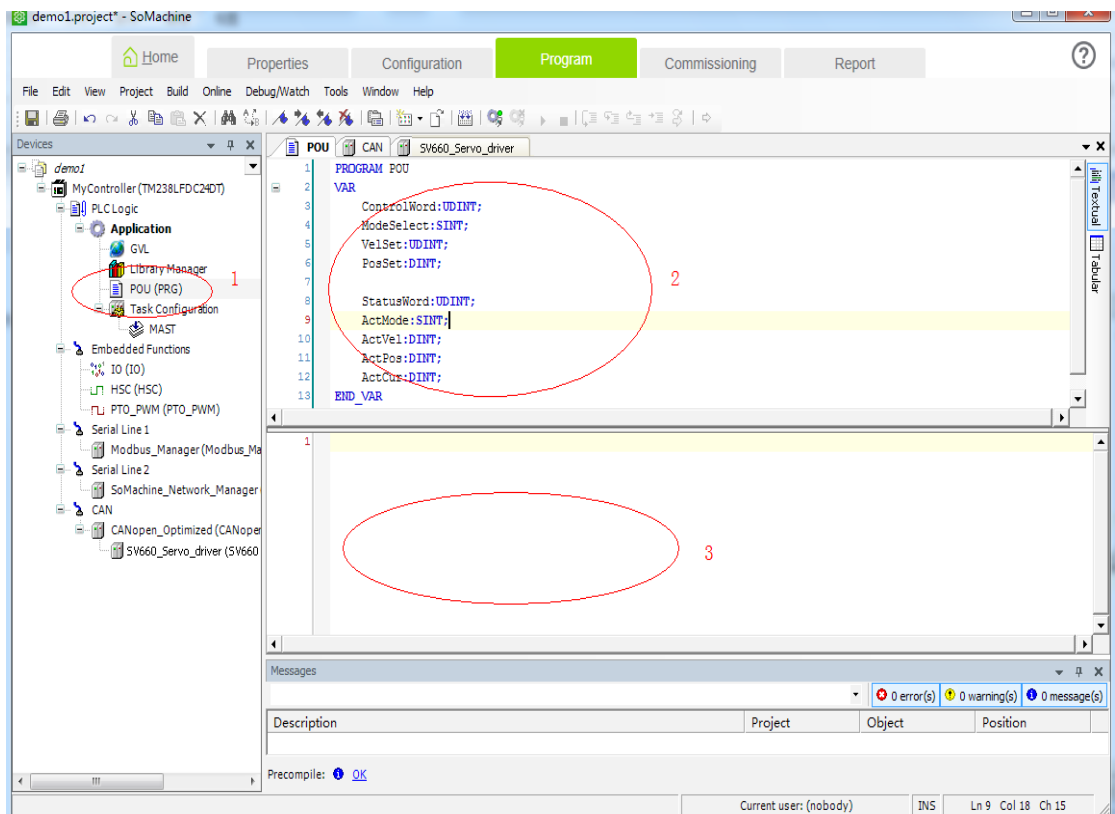 demo1.project* - SoMachine
Home
Properties
Configuration
Program
Commissioning
Report
?
File Edit View Project Build Online Debug/Watch Tools Window Help
Devices
demo1
MyController (TM238LFDC24DT)
PLC Logic
Application
GVL
Library Manager
POU (PRG)
1
Task Configuration
MAST
Embedded Functions
IO (IO)
HSC (HSC)
PTO_PWM (PTO_PWM)
Serial Line 1
Modbus_Manager (Modbus_Ma
Serial Line 2
SoMachine_Network_Manager
CAN
CANopen_Optimized (CANoper
SV660_Servo_driver (SV660
POU CAN SV660_Servo_driver
1 PROGRAM POU
2 VAR
3 ControlWord:UDINT;
4 ModeSelect:SINT;
5 VelSet:UDINT;
6 PosSet:DINT;
7
8 StatusWord:UDINT;
9 ActMode:SINT;
10 ActVel:DINT;
11 ActPos:DINT;
12 ActCur:DINT;
13 END_VAR
2
Textual
Tabular
1
3
Messages
0 error(s) 0 warning(s) 0 message(s)
Description Project Object Position
Precompile: OK
Current user: (nobody) INS Ln 9 Col 18 Ch 15